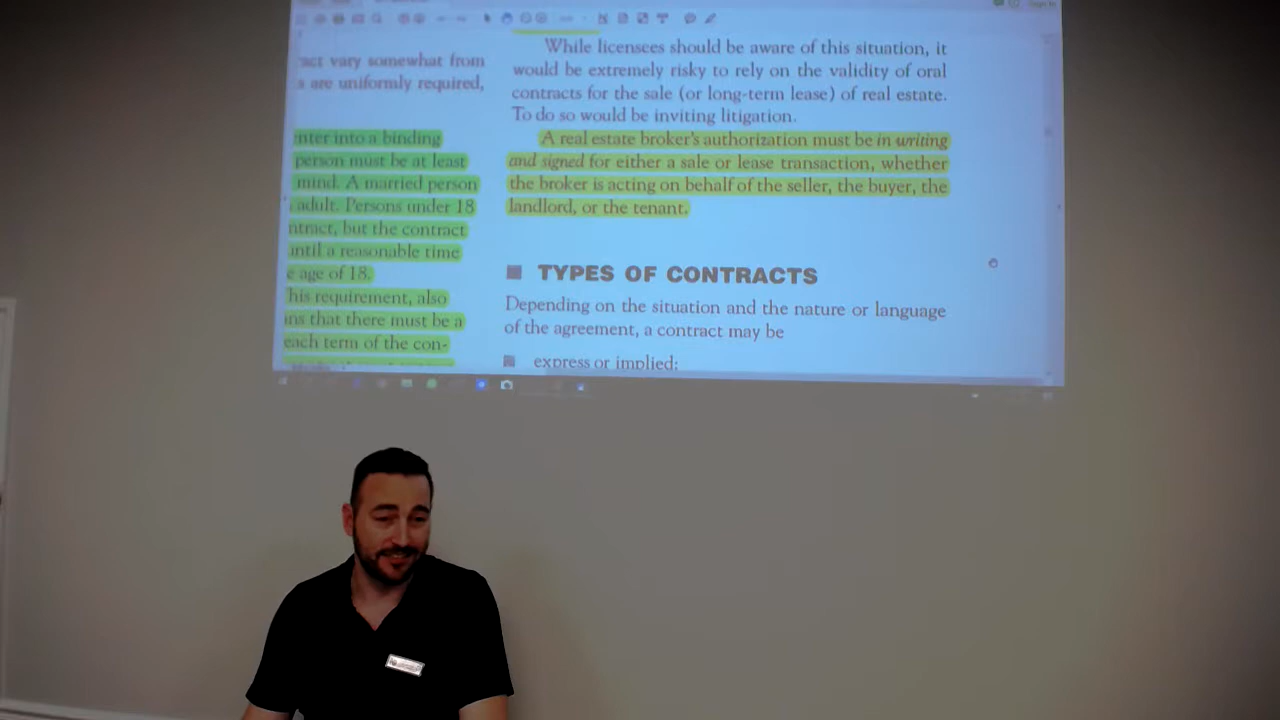 Sign In
act vary somewhat from
s are uniformly required,
nter into a binding
person must be at least
mind. A married person
adult. Persons under 18
ntract, but the contract
until a reasonable time
e age of 18.
his requirement, also
ns that there must be a
each term of the con-
While licensees should be aware of this situation, it
would be extremely risky to rely on the validity of oral
contracts for the sale (or long-term lease) of real estate.
To do so would be inviting litigation.
A real estate broker's authorization must be in writing
and signed for either a sale or lease transaction, whether
the broker is acting on behalf of the seller, the buyer, the
landlord, or the tenant.
■ TYPES OF CONTRACTS
Depending on the situation and the nature or language
of the agreement, a contract may be
■ express or implied;